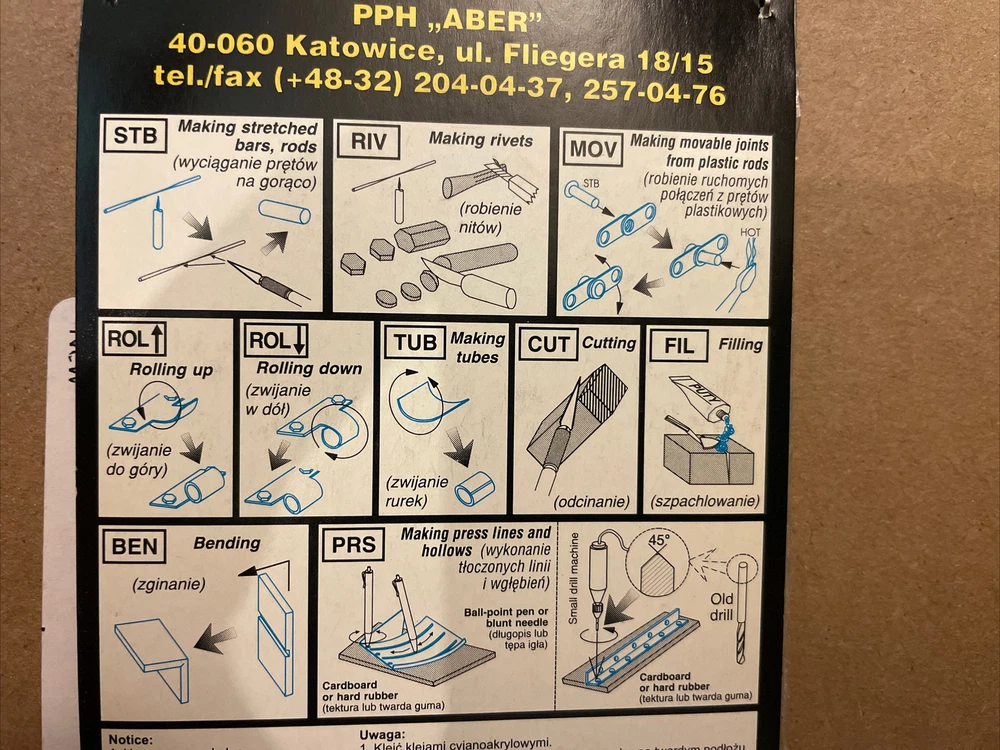 PPH „ABER”
40-060 Katowice, ul. Fliegera 18/15
tel./fax (+48-32) 204-04-37, 257-04-76
STB
Making stretched
bars, rods
(wyciąganie prętów
na gorąco)
RIV
Making rivets
(robienie
nitów)
MOV
Making movable joints
from plastic rods
(robienie ruchomych
połączeń z prętów
plastikowych)
STB
HOT
ROL
Rolling up
(zwijanie
do góry)
ROL
Rolling down
(zwijanie
w dół)
TUB
Making
tubes
(zwijanie
rurek)
CUT
Cutting
(odcinanie)
FIL
Filling
PUTTY
(szpachlowanie)
BEN
Bending
(zginanie)
PRS
Making press lines and
hollows (wykonanie
tłoczonych linii
i wgłębień)
Ball-point pen or
blunt needle
(długopis lub
tępa igła)
Cardboard
or hard rubber
(tektura lub twarda guma)
Small drill machine
45°
Old
drill
Cardboard
or hard rubber
(tektura lub twarda guma)
Notice:
Uwaga:
1. Kleić klejami cyjanoakrylowymi.
na twardym podłożu